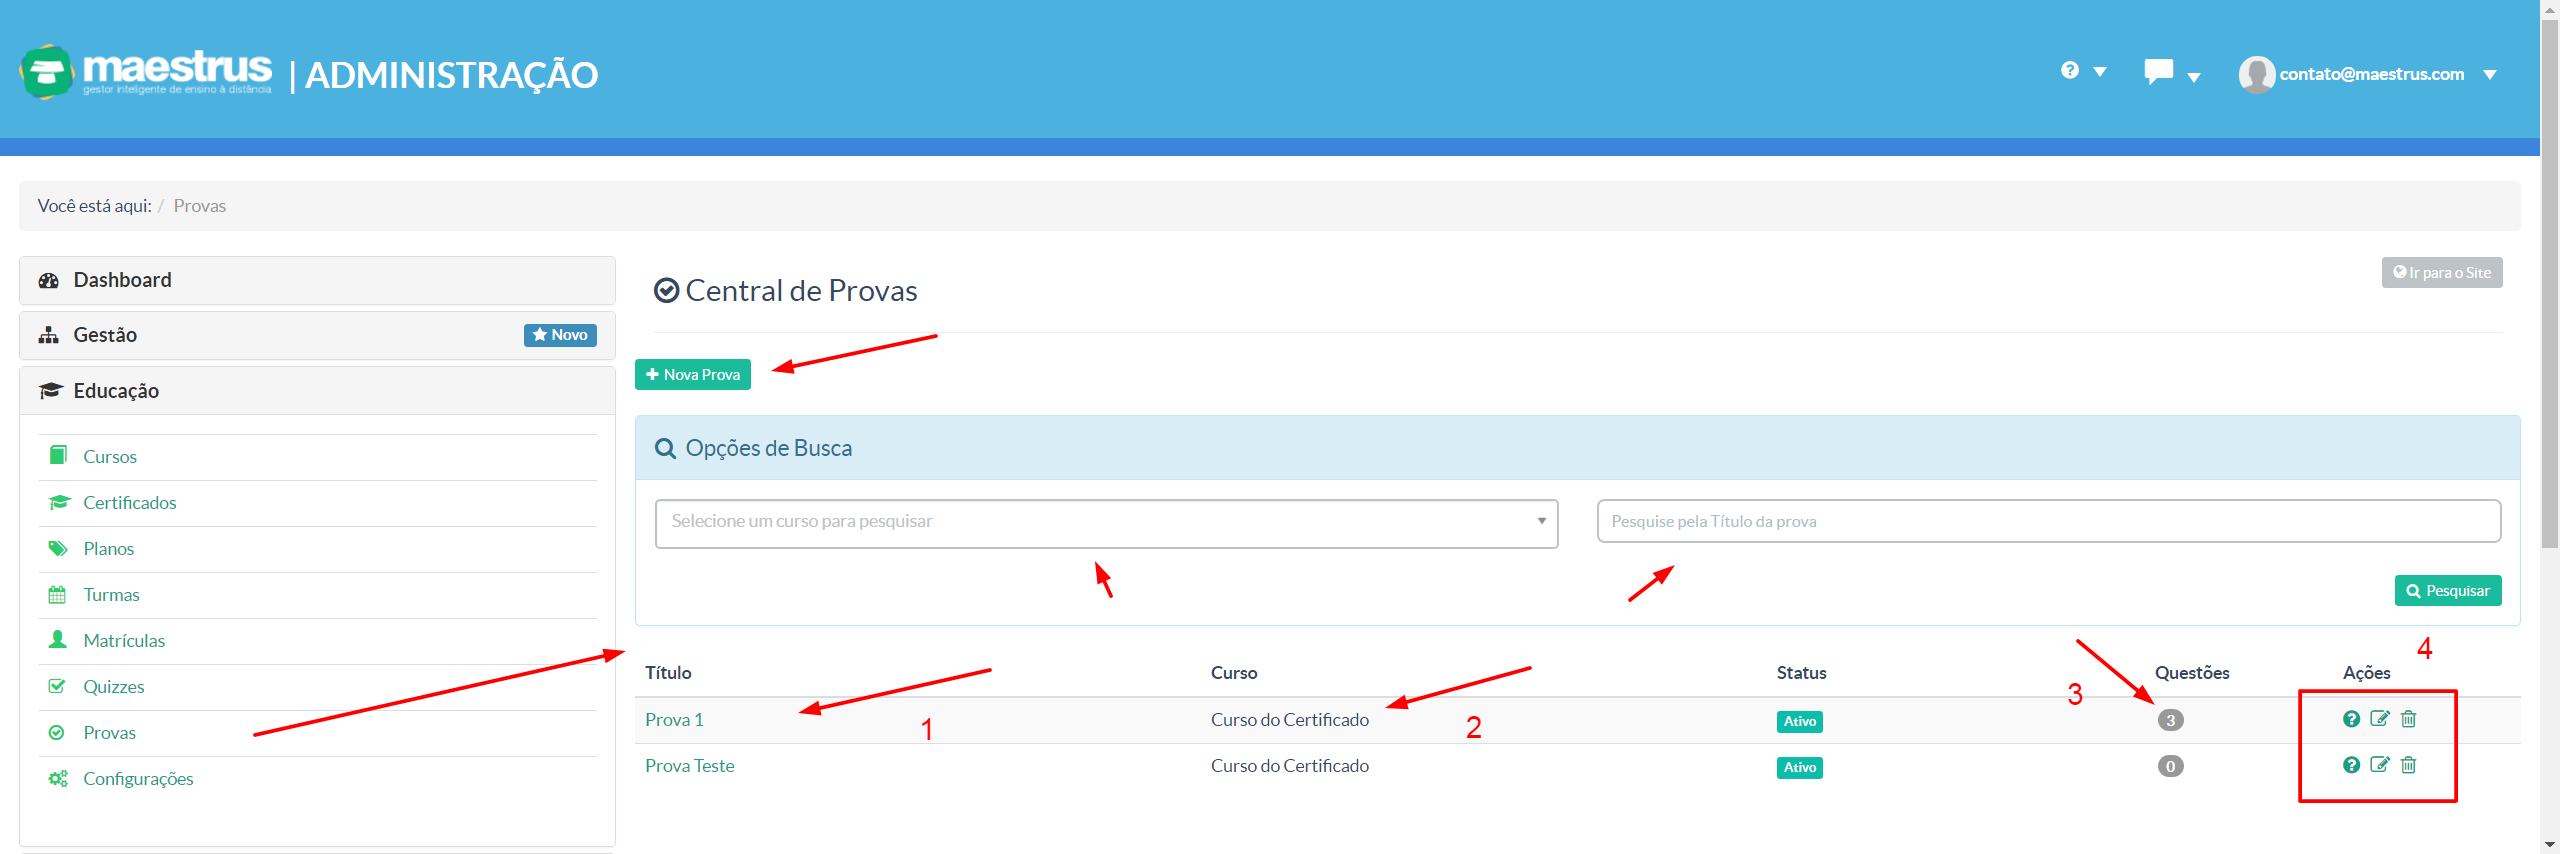 maestrus
gestor inteligente de ensino à distância
| ADMINISTRAÇÃO
contato@maestrus.com
Você está aqui: / Provas
Dashboard
Gestão
Novo
Educação
Cursos
Certificados
Planos
Turmas
Matrículas
Quizzes
Provas
Configurações
Central de Provas
Ir para o Site
Nova Prova
Opções de Busca
Selecione um curso para pesquisar
Pesquise pela Título da prova
Pesquisar
4
Título Curso Status Questões Ações
3
Prova 1 Curso do Certificado Ativo 3
1 2
Prova Teste Curso do Certificado Ativo 0